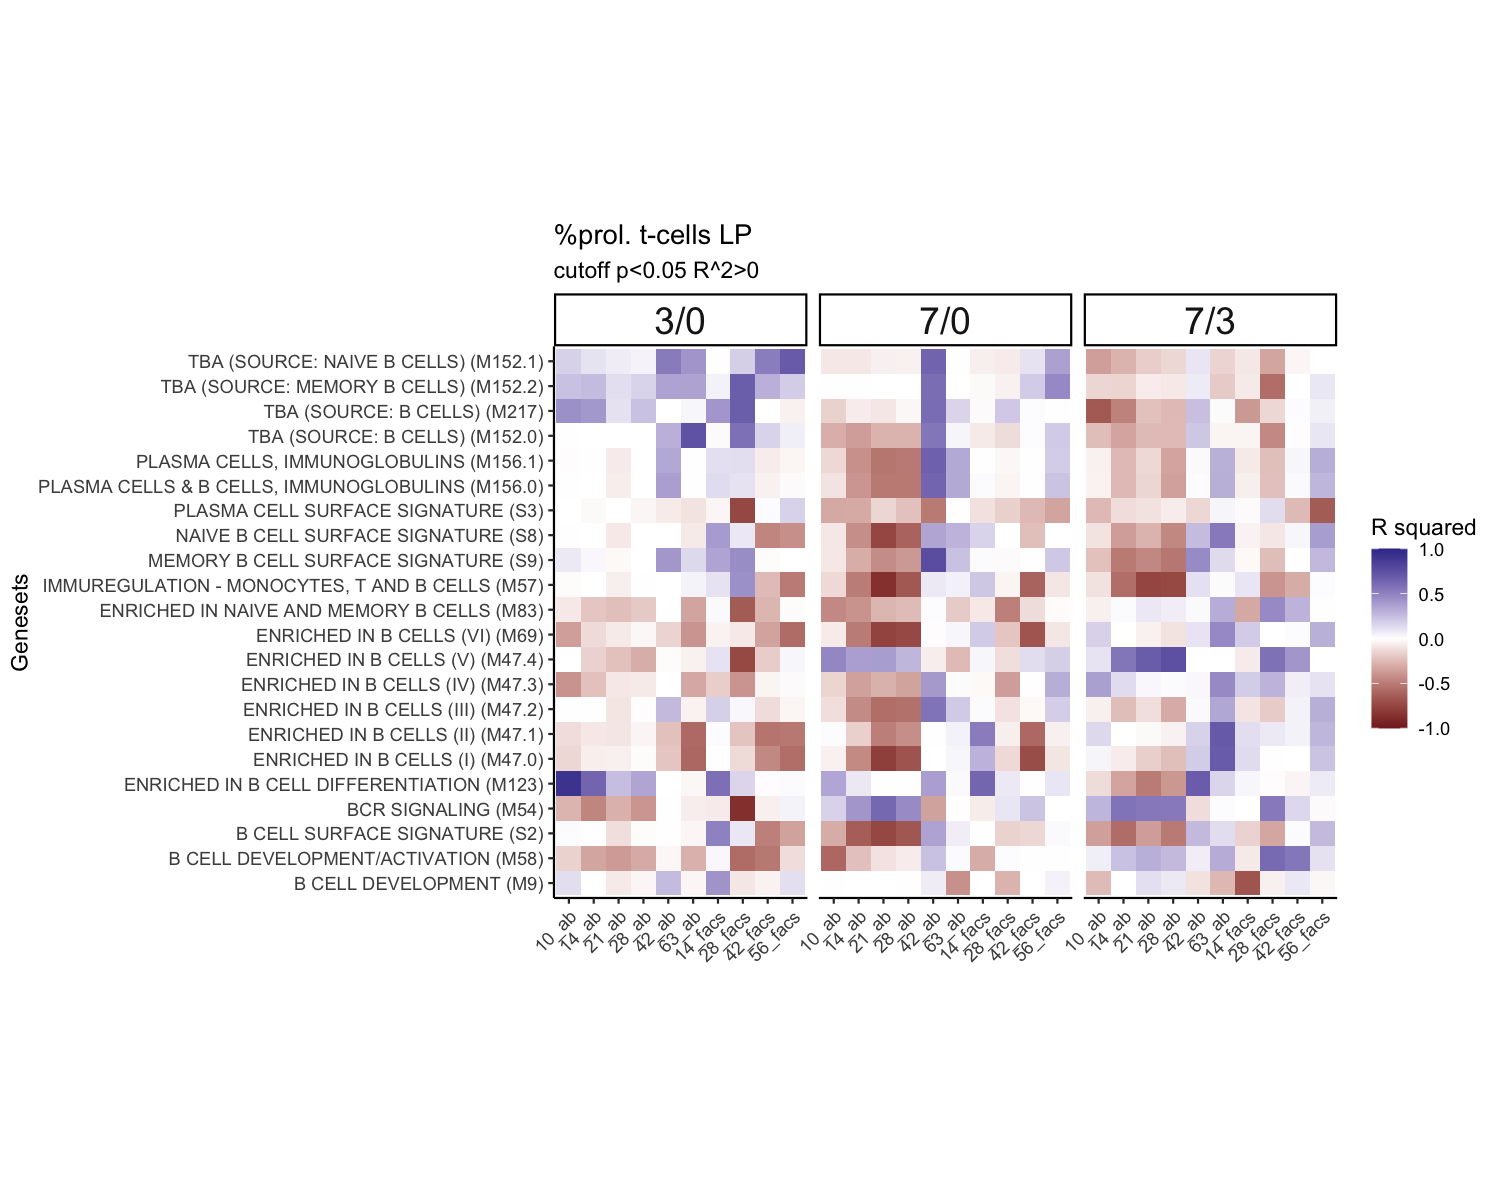 %prol. t-cells LP
cutoff p<0.05 R^2>0
3/0 7/0 7/3
TBA (SOURCE: NAIVE B CELLS) (M152.1)
TBA (SOURCE: MEMORY B CELLS) (M152.2)
TBA (SOURCE: B CELLS) (M217)
TBA (SOURCE: B CELLS) (M152.0)
PLASMA CELLS, IMMUNOGLOBULINS (M156.1)
PLASMA CELLS & B CELLS, IMMUNOGLOBULINS (M156.0)
PLASMA CELL SURFACE SIGNATURE (S3)
NAIVE B CELL SURFACE SIGNATURE (S8)
MEMORY B CELL SURFACE SIGNATURE (S9)
IMMUREGULATION - MONOCYTES, T AND B CELLS (M57)
ENRICHED IN NAIVE AND MEMORY B CELLS (M83)
ENRICHED IN B CELLS (VI) (M69)
ENRICHED IN B CELLS (V) (M47.4)
ENRICHED IN B CELLS (IV) (M47.3)
ENRICHED IN B CELLS (III) (M47.2)
ENRICHED IN B CELLS (II) (M47.1)
ENRICHED IN B CELLS (I) (M47.0)
ENRICHED IN B CELL DIFFERENTIATION (M123)
BCR SIGNALING (M54)
B CELL SURFACE SIGNATURE (S2)
B CELL DEVELOPMENT/ACTIVATION (M58)
B CELL DEVELOPMENT (M9)
Genesets
10_ab 14_ab 21_ab 28_ab 42_ab 63_ab 14_facs 28_facs 42_facs 56_facs
10_ab 14_ab 21_ab 28_ab 42_ab 63_ab 14_facs 28_facs 42_facs 56_facs
10_ab 14_ab 21_ab 28_ab 42_ab 63_ab 14_facs 28_facs 42_facs 56_facs
R squared
1.0
0.5
0.0
-0.5
-1.0